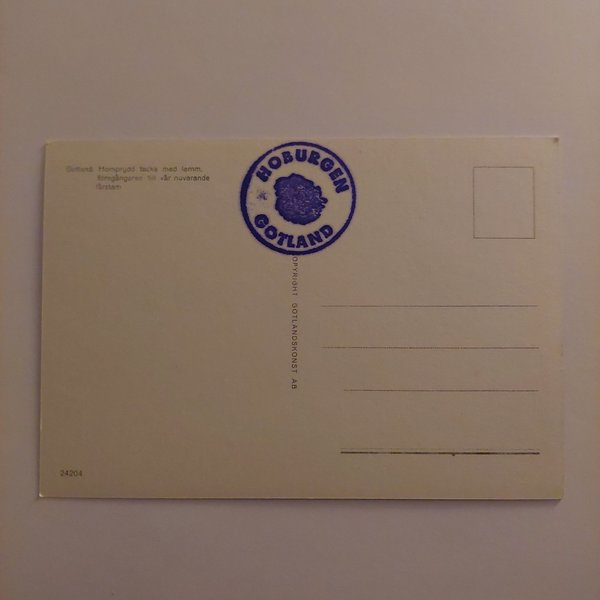 Gotland: Hornprydd tacka med lamm,
föregångaren till vår nuvarande
fårstam
HOBURGEN
GOTLAND
COPYRIGHT GOTLANDSKONST AB
24204